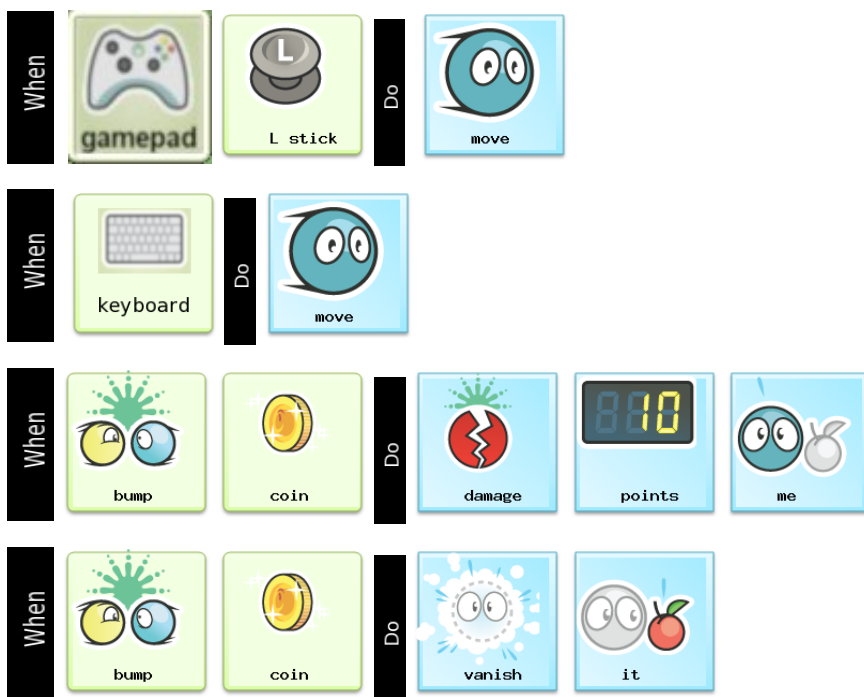 When gamepad L stick Do move
When keyboard Do move
When bump coin Do damage 10 points me
When bump coin Do vanish it